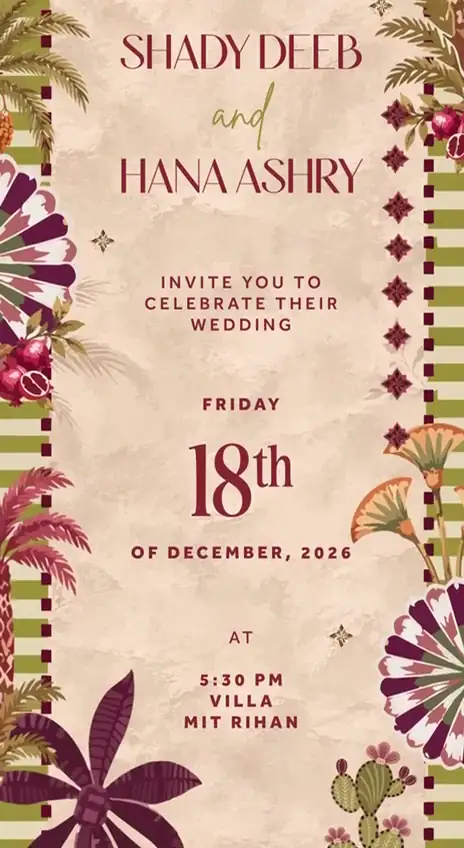 SHADY DEEB
and
HANA ASHRY
INVITE YOU TO
CELEBRATE THEIR
WEDDING
FRIDAY
18th
OF DECEMBER, 2026
AT
5:30 PM
VILLA
MIT RIHAN